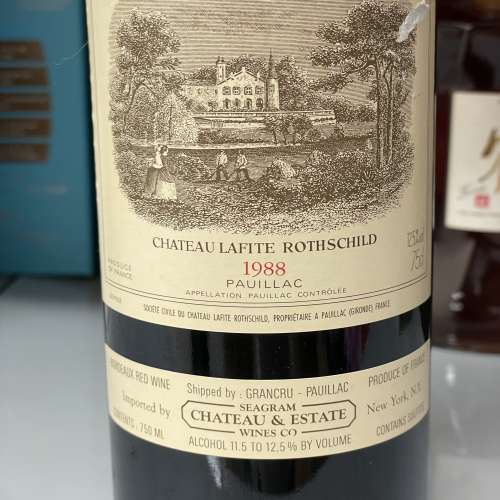 CHATEAU LAFITE ROTHSCHILD
1988
PAUILLAC
APPELLATION PAUILLAC CONTRÔLÉE
PRODUCE OF FRANCE
SOCIÉTÉ CIVILE DU CHATEAU LAFITE ROTHSCHILD, PROPRIÉTAIRE A PAUILLAC (GIRONDE) FRANCE
BORDEAUX RED WINE
Imported by
CONTENTS: 750 ML
Shipped by: GRANCRU - PAUILLAC
SEAGRAM
CHATEAU & ESTATE
WINES CO
ALCOHOL 11.5 TO 12.5% BY VOLUME
PRODUCE OF FRANCE
New York, N.Y.
CONTAINS SULFITES